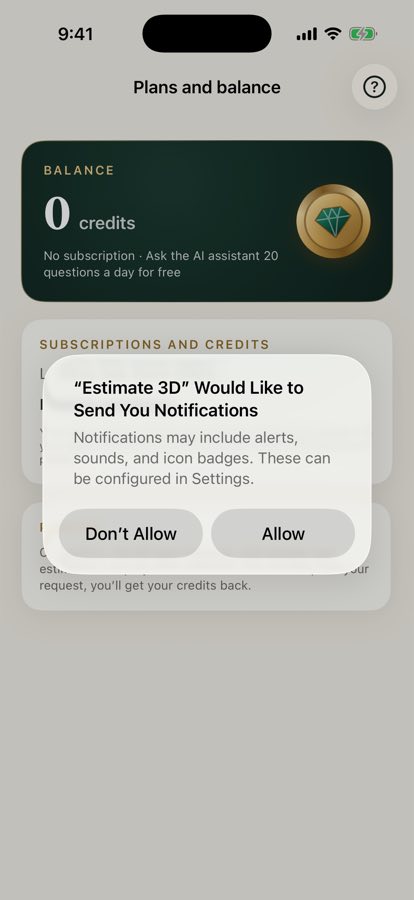 9:41
Plans and balance
BALANCE
0 credits
No subscription · Ask the AI assistant 20
questions a day for free
SUBSCRIPTIONS AND CREDITS
“Estimate 3D” Would Like to
Send You Notifications
Notifications may include alerts,
sounds, and icon badges. These can
be configured in Settings.
Don’t Allow
Allow
request, you’ll get your credits back.